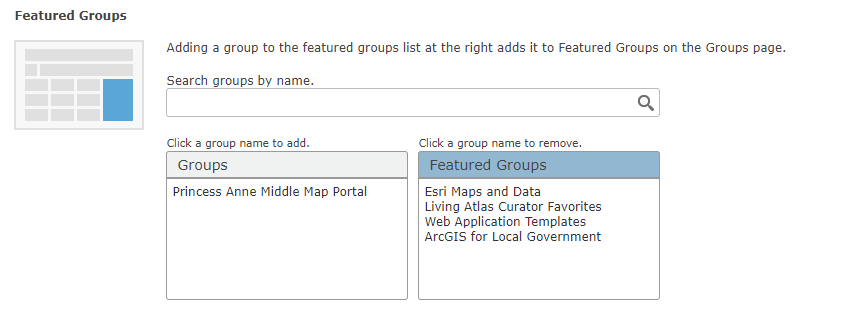 Featured Groups
Adding a group to the featured groups list at the right adds it to Featured Groups on the Groups page.
Search groups by name.
Click a group name to add.
Groups
Princess Anne Middle Map Portal
Click a group name to remove.
Featured Groups
Esri Maps and Data
Living Atlas Curator Favorites
Web Application Templates
ArcGIS for Local Government